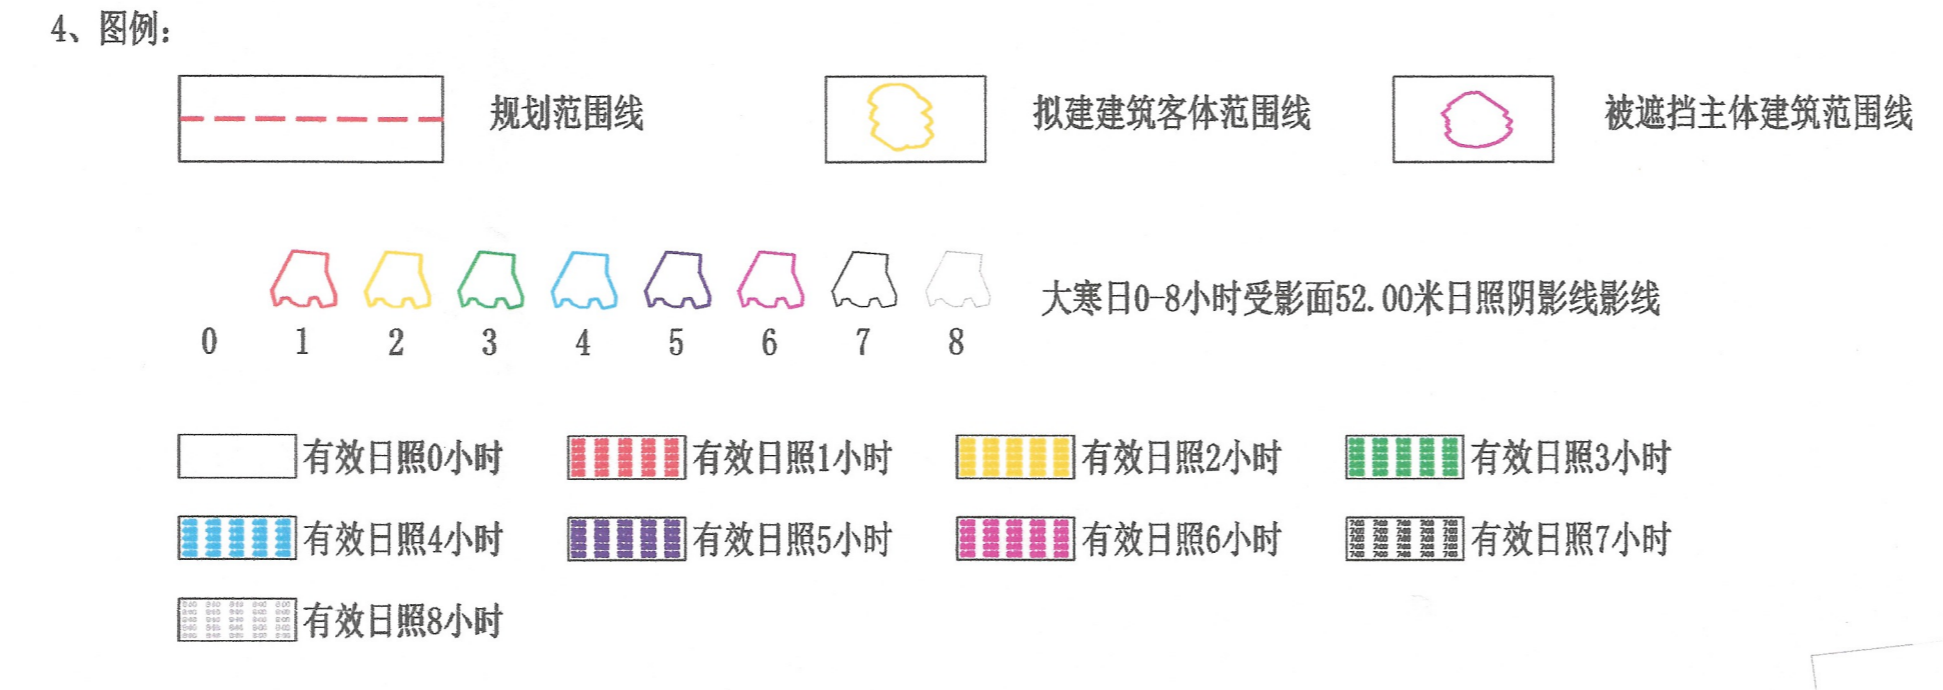 4、图例：
规划范围线 拟建建筑客体范围线 被遮挡主体建筑范围线
大寒日0-8小时受影面52.00米日照阴影线影线
0 1 2 3 4 5 6 7 8
有效日照0小时 有效日照1小时 有效日照2小时 有效日照3小时
有效日照4小时 有效日照5小时 有效日照6小时 有效日照7小时
有效日照8小时